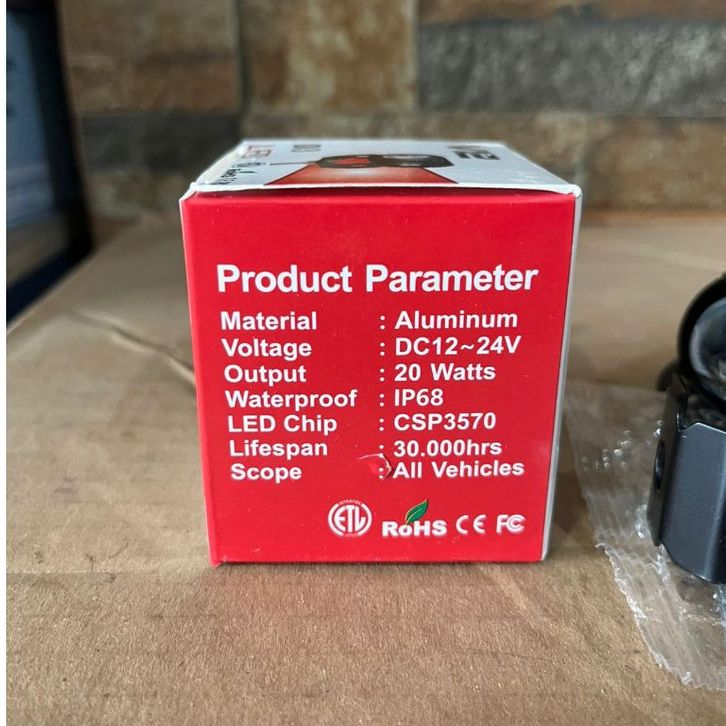 Product Parameter
Material : Aluminum
Voltage : DC12~24V
Output : 20 Watts
Waterproof : IP68
LED Chip : CSP3570
Lifespan : 30.000hrs
Scope : All Vehicles
ETL RoHS CE FC